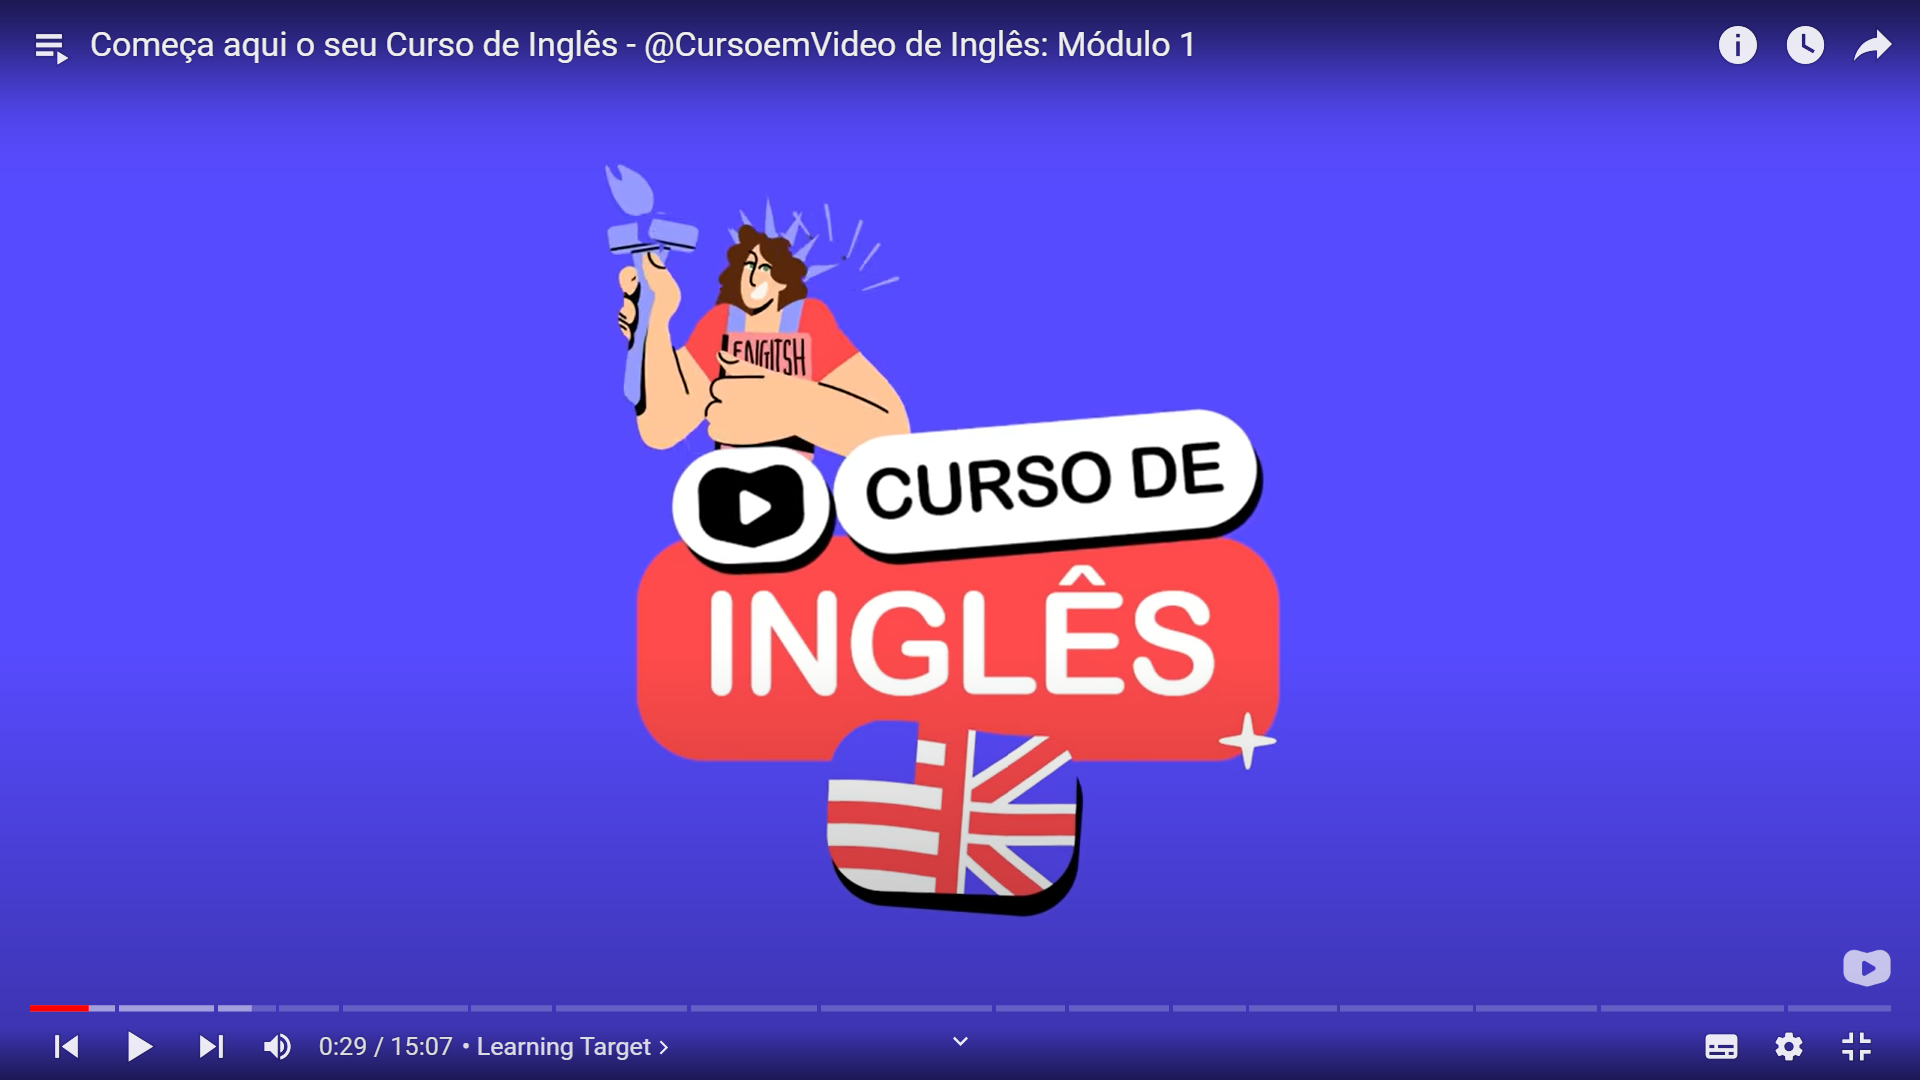 Começa aqui o seu Curso de Inglês - @CursoemVideo de Inglês: Módulo 1
ENGLISH
CURSO DE
INGLÊS
0:29 / 15:07 • Learning Target ›